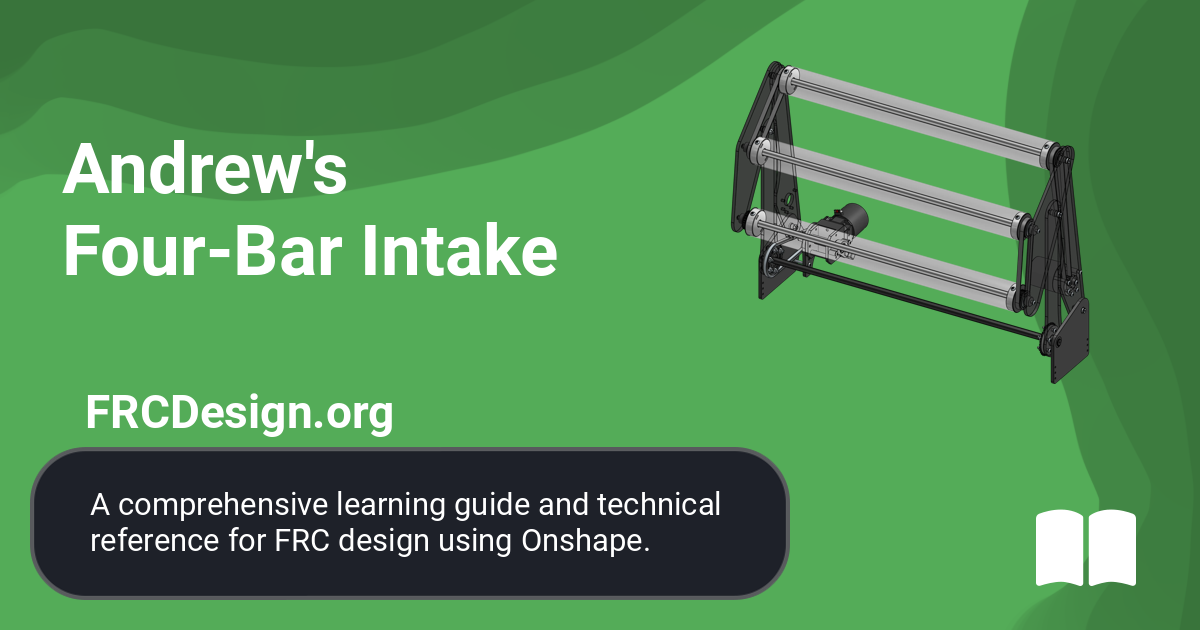 Andrew's
Four-Bar Intake
FRCDesign.org
A comprehensive learning guide and technical
reference for FRC design using Onshape.